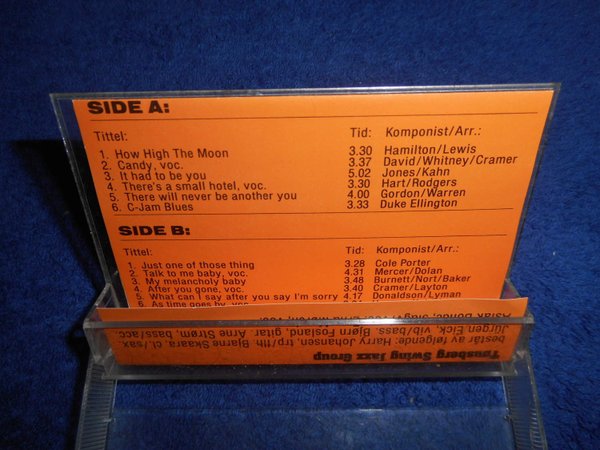 SIDE A:
Tittel: Tid: Komponist/Arr.:
1. How High The Moon 3.30 Hamilton/Lewis
2. Candy, voc. 3.37 David/Whitney/Cramer
3. It had to be you 5.02 Jones/Kahn
4. There's a small hotel, voc. 3.30 Hart/Rodgers
5. There will never be another you 4.00 Gordon/Warren
6. C-Jam Blues 3.33 Duke Ellington
SIDE B:
Tittel: Tid: Komponist/Arr.:
1. Just one of those thing 3.28 Cole Porter
2. Talk to me baby, voc. 4.31 Mercer/Dolan
3. My melancholy baby 3.48 Burnett/Nort/Baker
4. After you gone, voc. 3.40 Cramer/Layton
5. What can I say after you say I'm sorry 4.17 Donaldson/Lyman
6. As time goes by, voc.
Tønsberg Swing Jazz Group
består av følgende: Harry Johansen, trp/flh, Bjarne Skaara, cl./sax.
Jürgen Eick, vib/bass, Bjørn Fosland, gitar, Arne Strøm, bass/acc.